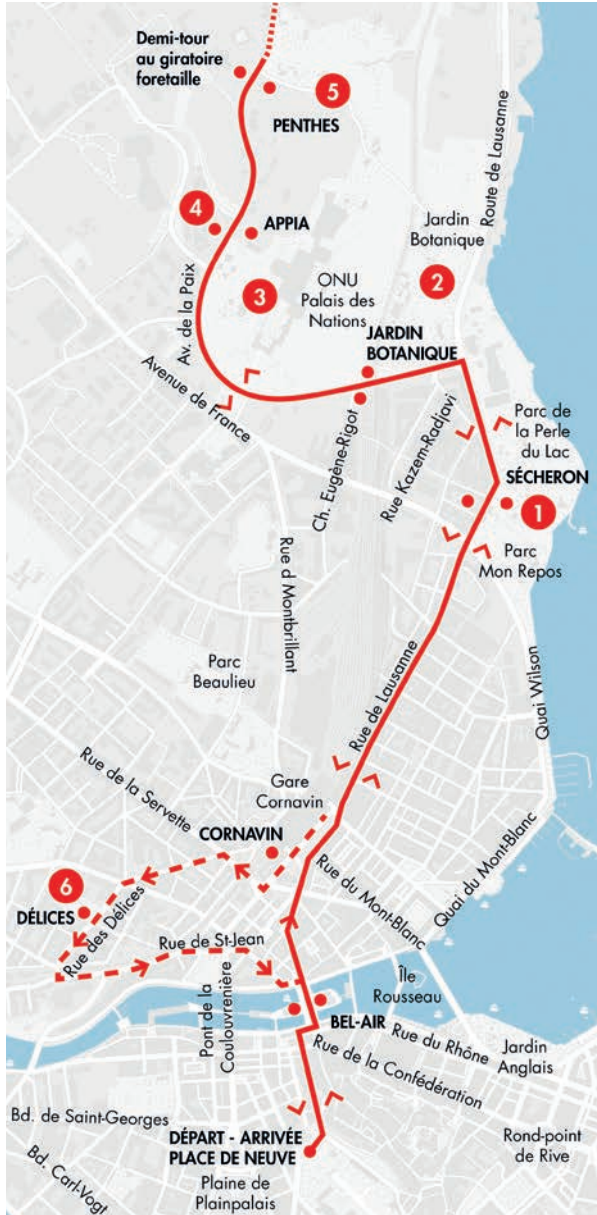 Demi-tour
au giratoire
foretaille
5
PENTHES
Route de Lausanne
4
APPIA
Jardin
Botanique
2
3
ONU
Palais des
Nations
Av. de la Paix
JARDIN
BOTANIQUE
Avenue de France
Ch. Eugène-Rigot
Rue Kazem-Radjavi
Parc de
la Perle
du Lac
SÉCHERON
1
Parc
Mon Repos
Rue d Montbrillant
Parc
Beaulieu
Quai Wilson
Rue de Lausanne
Rue de la Servette
Gare
Cornavin
CORNAVIN
Rue du Mont-Blanc
Quai du Mont-Blanc
6
DÉLICES
Rue des Délices
Rue de St-Jean
Pont de la
Coulouvrenière
Île
Rousseau
BEL-AIR
Rue du Rhône
Jardin
Anglais
Rue de la Confédération
Bd. de Saint-Georges
DÉPART - ARRIVÉE
PLACE DE NEUVE
Rond-point
de Rive
Bd. Carl-Vogt
Plaine de
Plainpalais